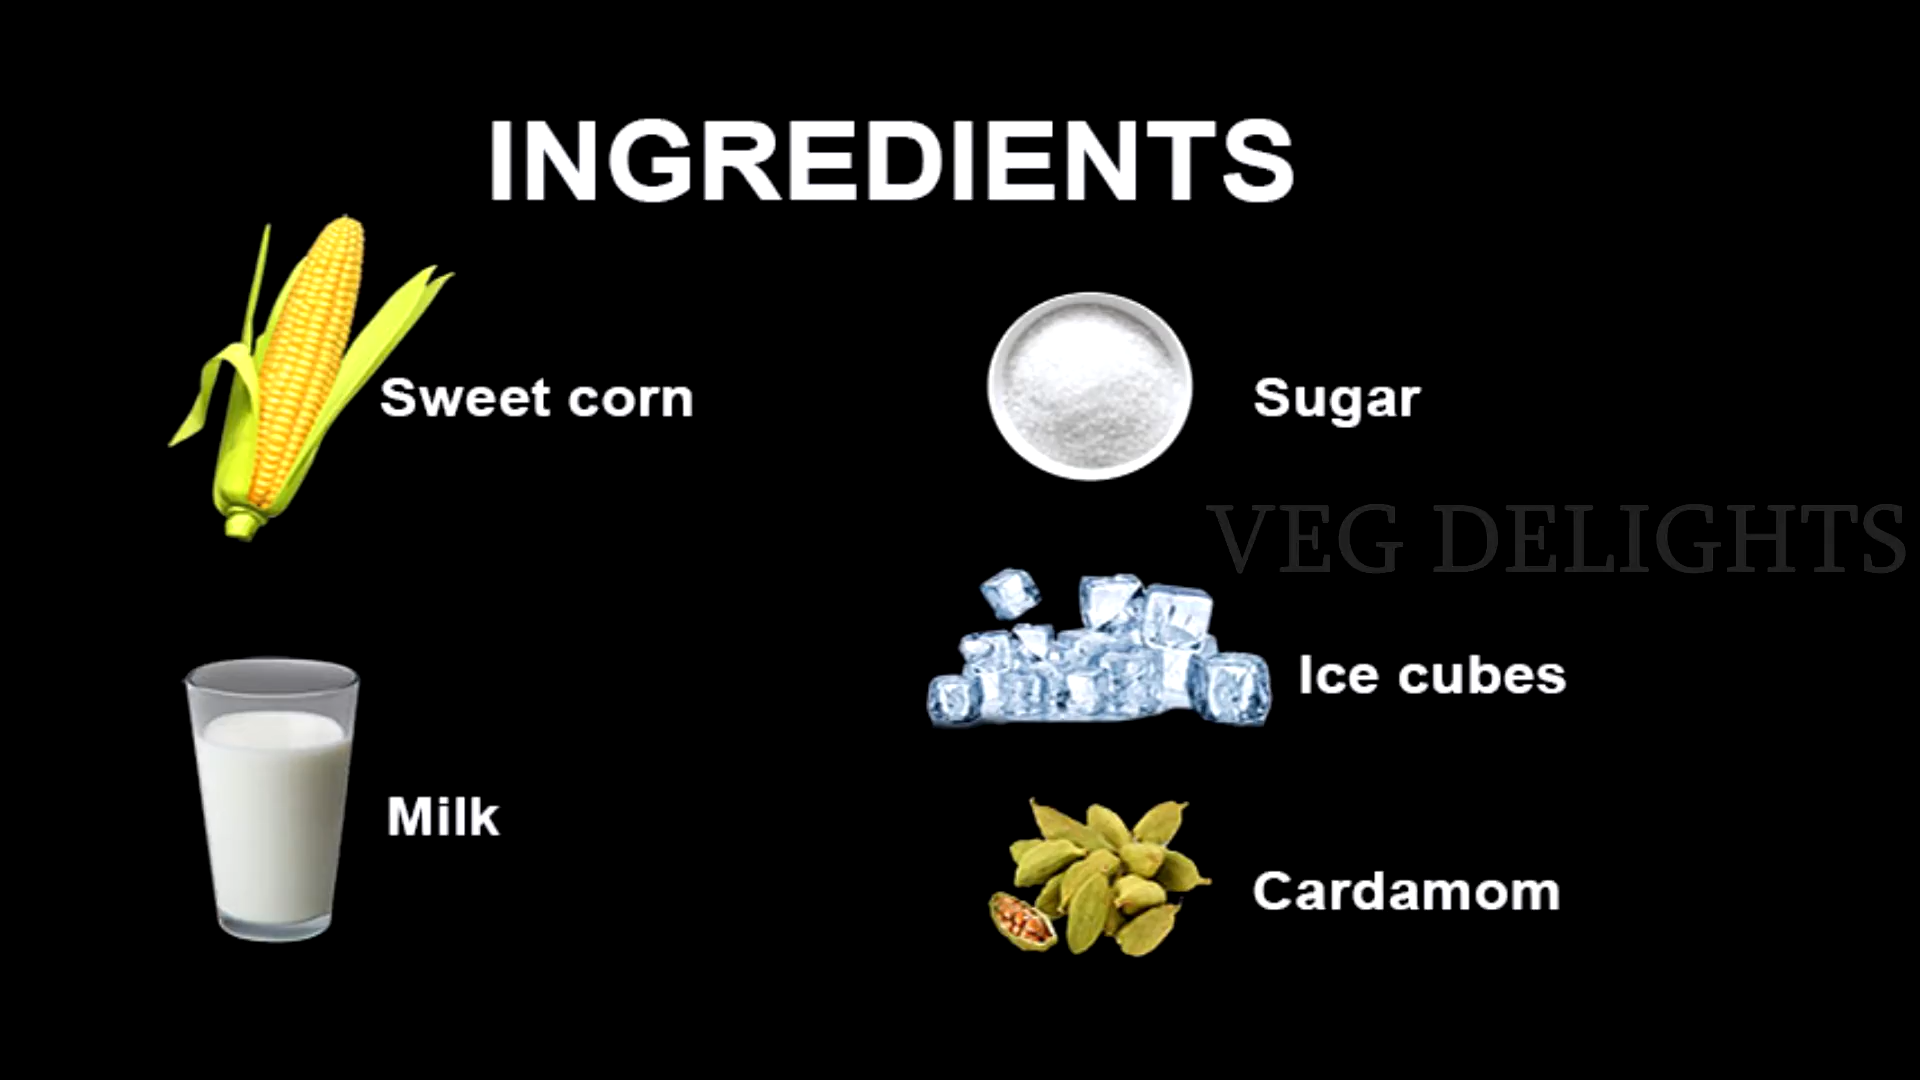 INGREDIENTS
Sweet corn
Sugar
VEG DELIGHTS
Ice cubes
Milk
Cardamom